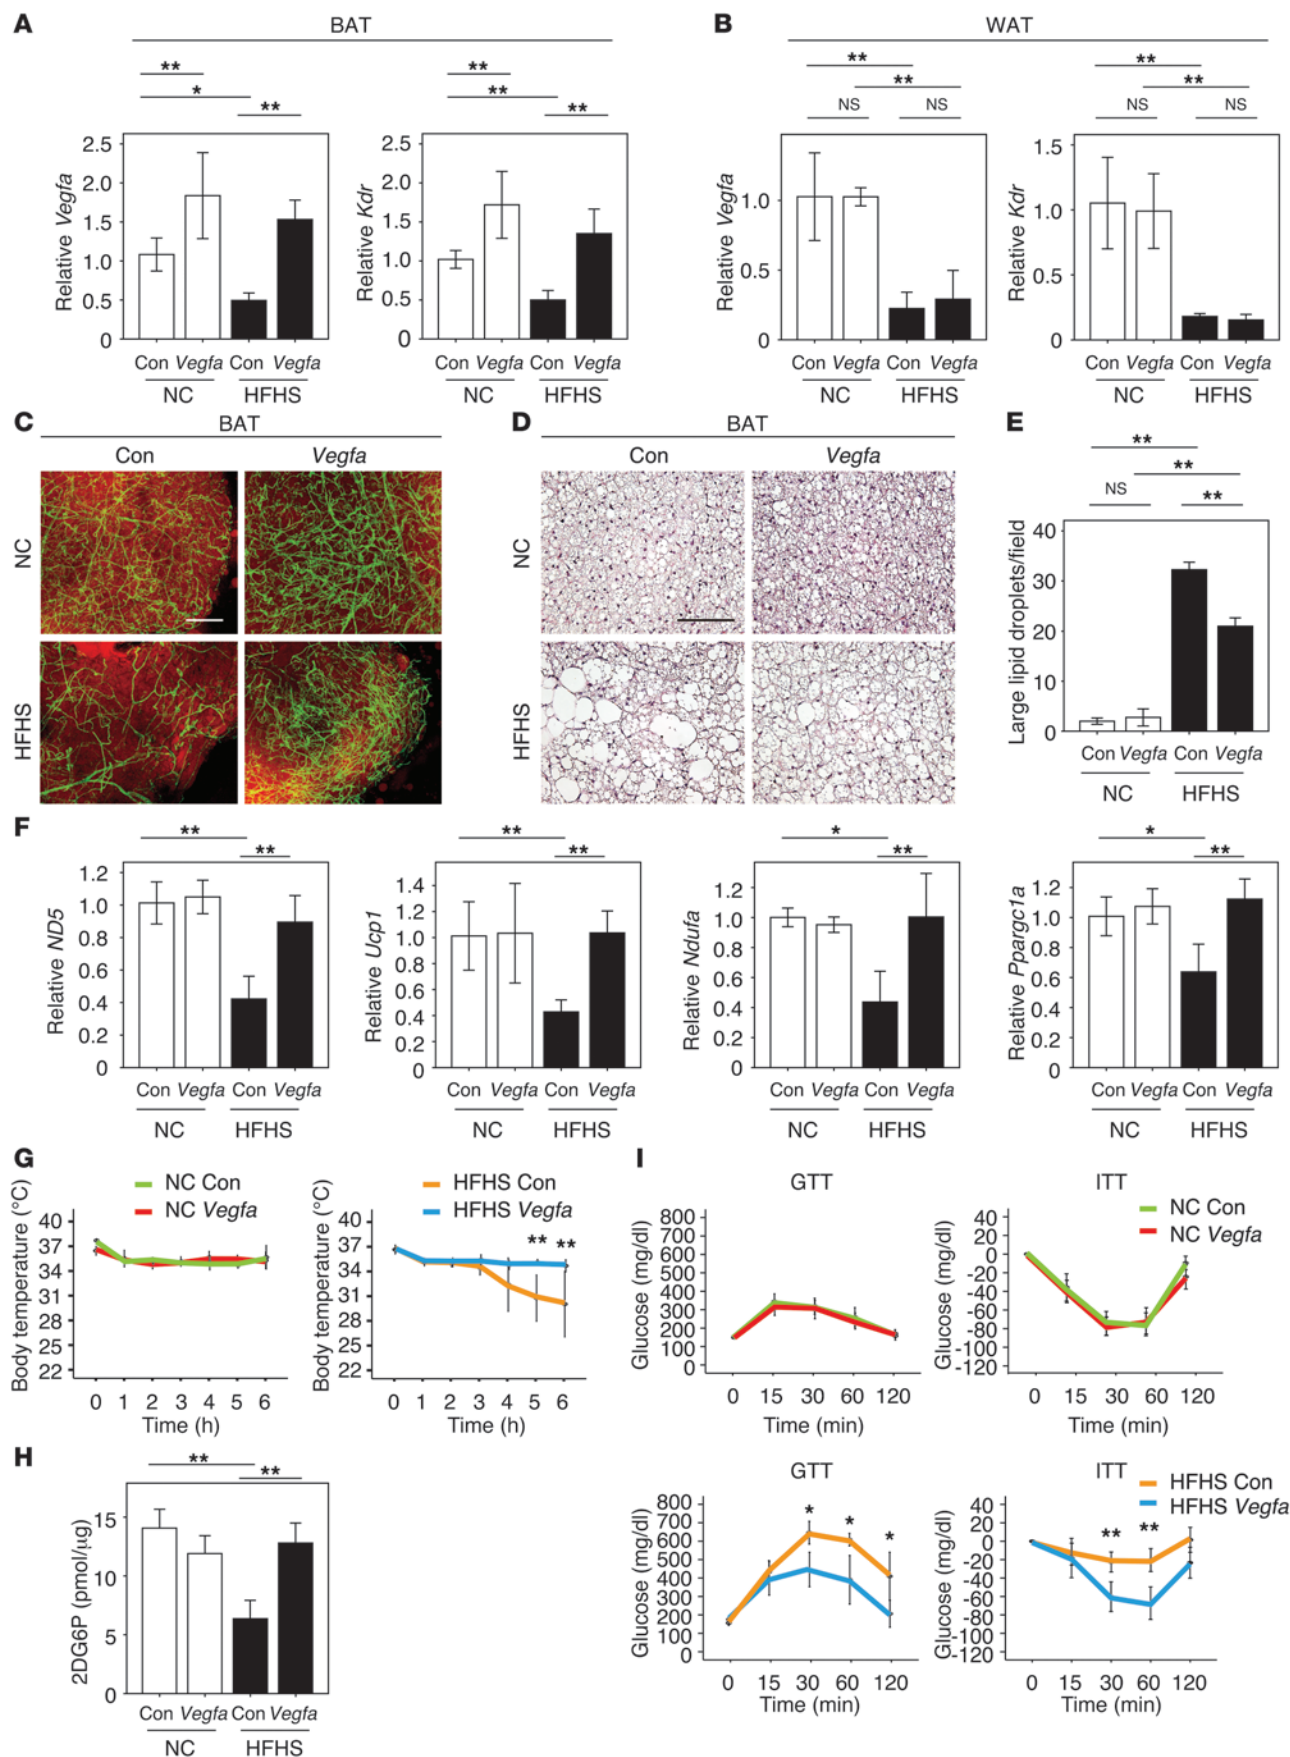 A
BAT
** 
* 
**
**
**
**
Relative Vegfa
2.5
2.0
1.5
1.0
0.5
0
Con Vegfa Con Vegfa
NC HFHS
Relative Kdr
2.5
2.0
1.5
1.0
0.5
0
Con Vegfa Con Vegfa
NC HFHS
B
WAT
**
**
NS NS
**
**
NS NS
Relative Vegfa
1.0
0.5
0
Con Vegfa Con Vegfa
NC HFHS
Relative Kdr
1.5
1.0
0.5
0
Con Vegfa Con Vegfa
NC HFHS
C
BAT
Con Vegfa
NC
HFHS
D
BAT
Con Vegfa
NC
HFHS
E
**
**
NS **
Large lipid droplets/field
40
30
20
10
0
Con Vegfa Con Vegfa
NC HFHS
F
**
**
Relative ND5
1.2
1.0
0.8
0.6
0.4
0.2
0
Con Vegfa Con Vegfa
NC HFHS
**
**
Relative Ucp1
1.4
1.2
1.0
0.8
0.6
0.4
0.2
0
Con Vegfa Con Vegfa
NC HFHS
*
**
Relative Ndufa
1.2
1.0
0.8
0.6
0.4
0.2
0
Con Vegfa Con Vegfa
NC HFHS
*
**
Relative Ppargc1a
1.2
1.0
0.8
0.6
0.4
0.2
0
Con Vegfa Con Vegfa
NC HFHS
G
NC Con
NC Vegfa
Body temperature (°C)
40
37
34
31
28
25
22
0 1 2 3 4 5 6
Time (h)
HFHS Con
HFHS Vegfa
** **
Body temperature (°C)
40
37
34
31
28
25
22
0 1 2 3 4 5 6
Time (h)
H
**
**
2DG6P (pmol/μg)
15
10
5
0
Con Vegfa Con Vegfa
NC HFHS
I
GTT
Glucose (mg/dl)
800
700
600
500
400
300
200
100
0
0 15 30 60 120
Time (min)
ITT
NC Con
NC Vegfa
Glucose (mg/dl)
40
20
0
-20
-40
-60
-80
-100
-120
0 15 30 60 120
Time (min)
GTT
* * *
Glucose (mg/dl)
800
700
600
500
400
300
200
100
0
0 15 30 60 120
Time (min)
ITT
HFHS Con
HFHS Vegfa
** **
Glucose (mg/dl)
40
20
0
-20
-40
-60
-80
-100
-120
0 15 30 60 120
Time (min)